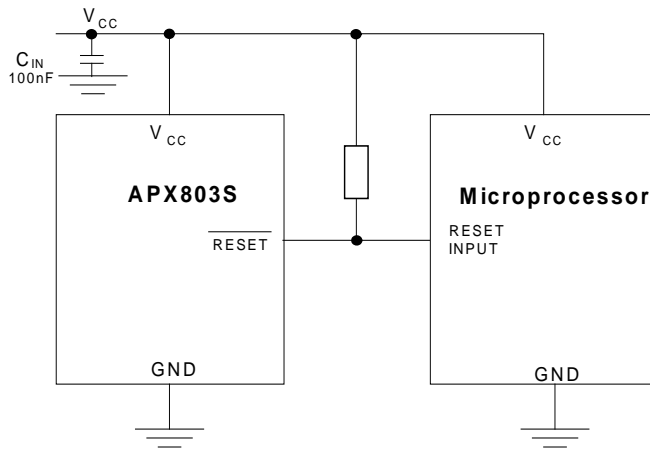 VCC
CIN
100nF
VCC
VCC
APX803S
Microprocessor
RESET
RESET
INPUT
GND
GND